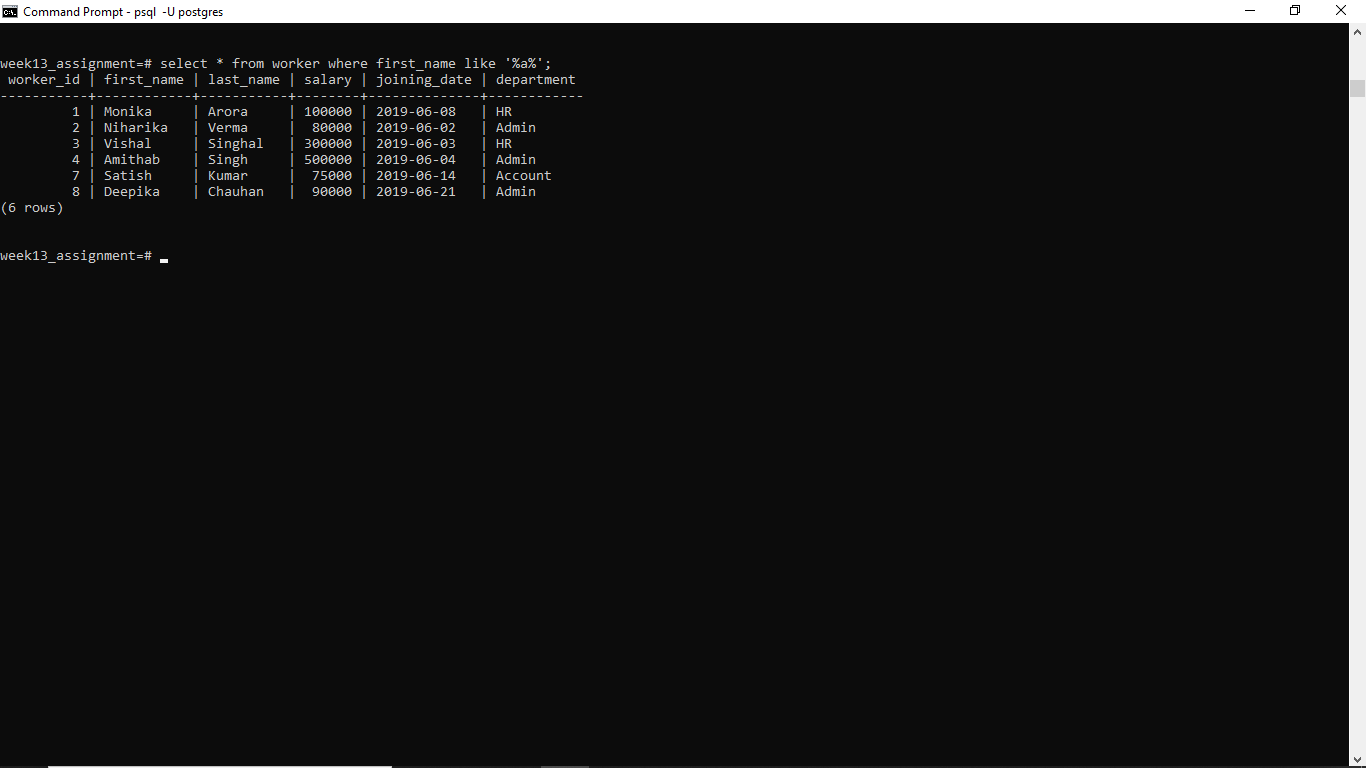 Command Prompt - psql  -U postgres
week13_assignment=# select * from worker where first_name like '%a%';
 worker_id | first_name | last_name | salary | joining_date | department
-----------+------------+-----------+--------+--------------+------------
         1 | Monika     | Arora     | 100000 | 2019-06-08   | HR
         2 | Niharika   | Verma     |  80000 | 2019-06-02   | Admin
         3 | Vishal     | Singhal   | 300000 | 2019-06-03   | HR
         4 | Amithab    | Singh     | 500000 | 2019-06-04   | Admin
         7 | Satish     | Kumar     |  75000 | 2019-06-14   | Account
         8 | Deepika    | Chauhan   |  90000 | 2019-06-21   | Admin
(6 rows)
week13_assignment=#